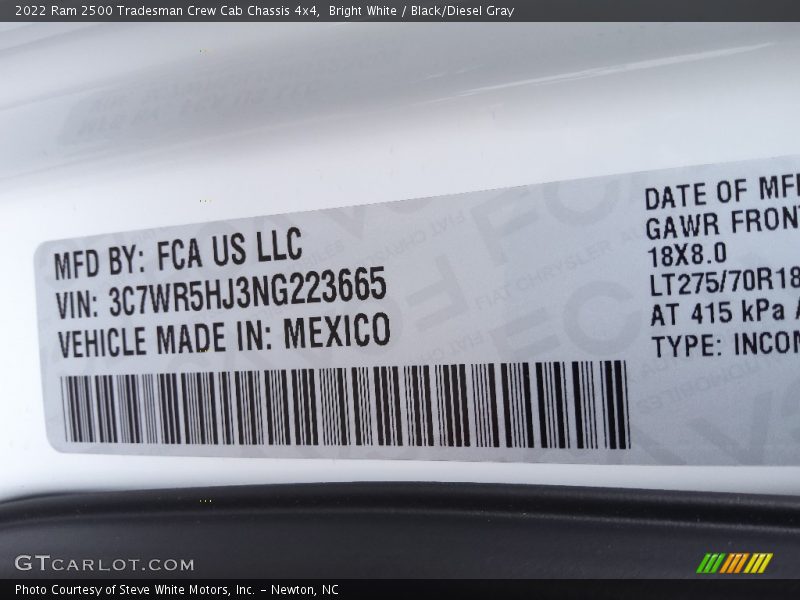 2022 Ram 2500 Tradesman Crew Cab Chassis 4x4, Bright White / Black/Diesel Gray
MFD BY: FCA US LLC
VIN: 3C7WR5HJ3NG223665
VEHICLE MADE IN: MEXICO
DATE OF MF
GAWR FRONT
18X8.0
LT275/70R18
AT 415 kPa
TYPE: INCOM
GTCARLOT.COM
Photo Courtesy of Steve White Motors, Inc. – Newton, NC